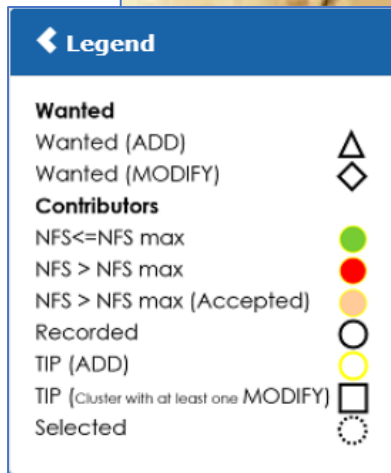 Legend
Wanted
Wanted (ADD)
Wanted (MODIFY)
Contributors
NFS<=NFS max
NFS > NFS max
NFS > NFS max (Accepted)
Recorded
TIP (ADD)
TIP (Cluster with at least one MODIFY)
Selected